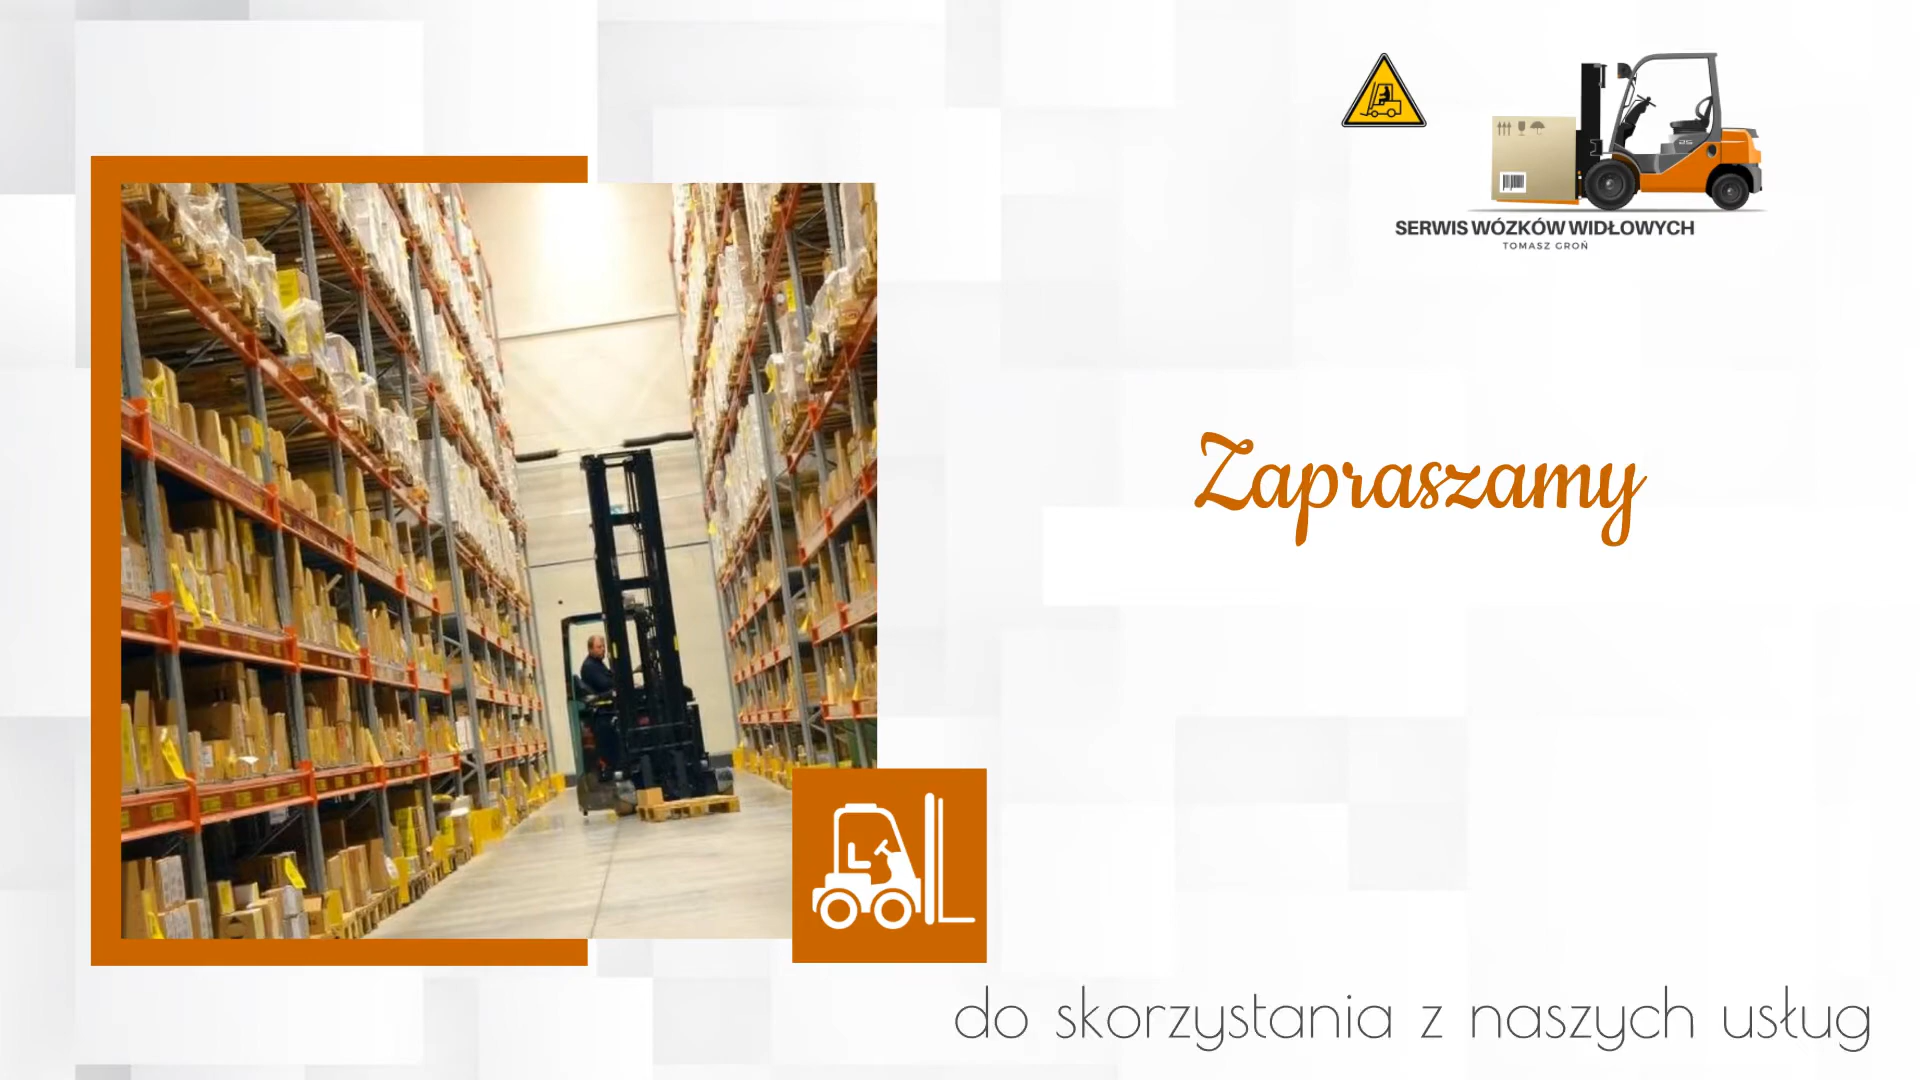 SERWIS WÓZKÓW WIDŁOWYCH
TOMASZ GROŃ
Zapraszamy
do skorzystania z naszych usług